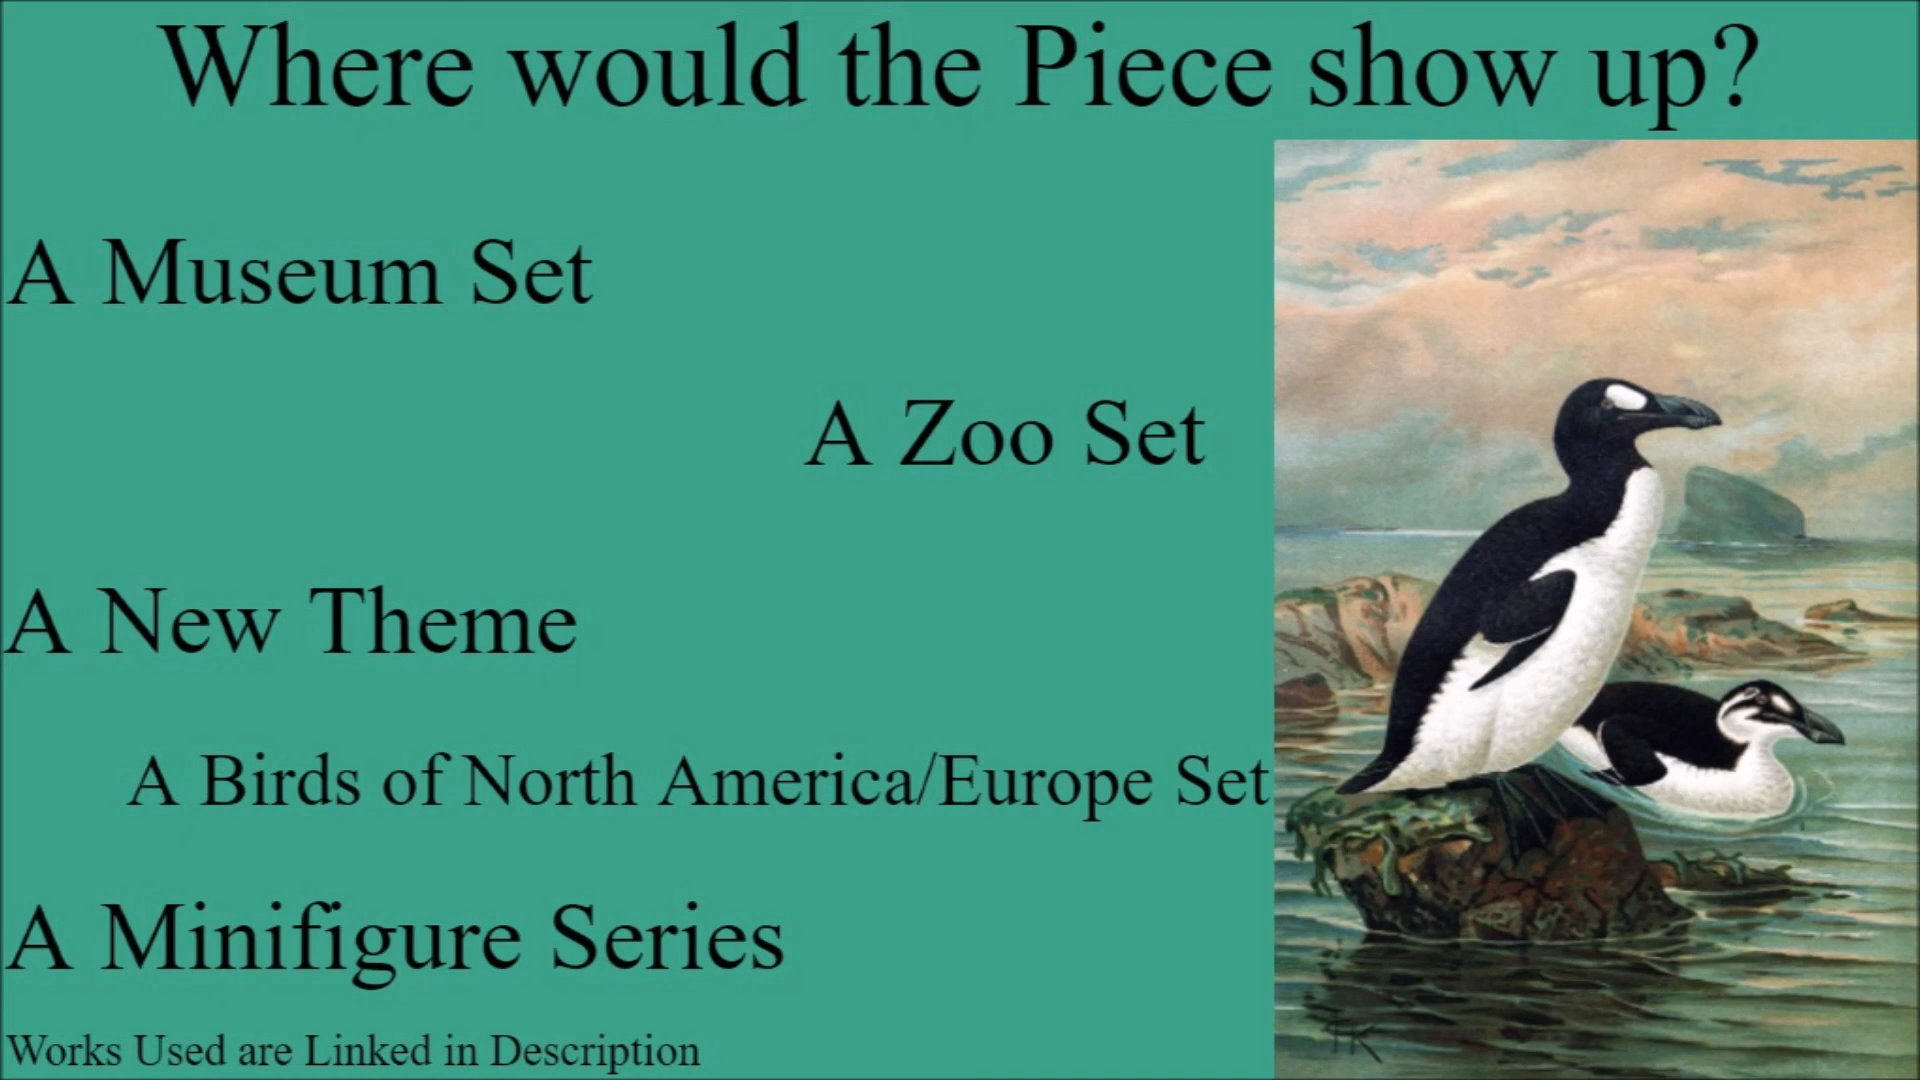 Where would the Piece show up?
A Museum Set
A Zoo Set
A New Theme
A Birds of North America/Europe Set
A Minifigure Series
Works Used are Linked in Description